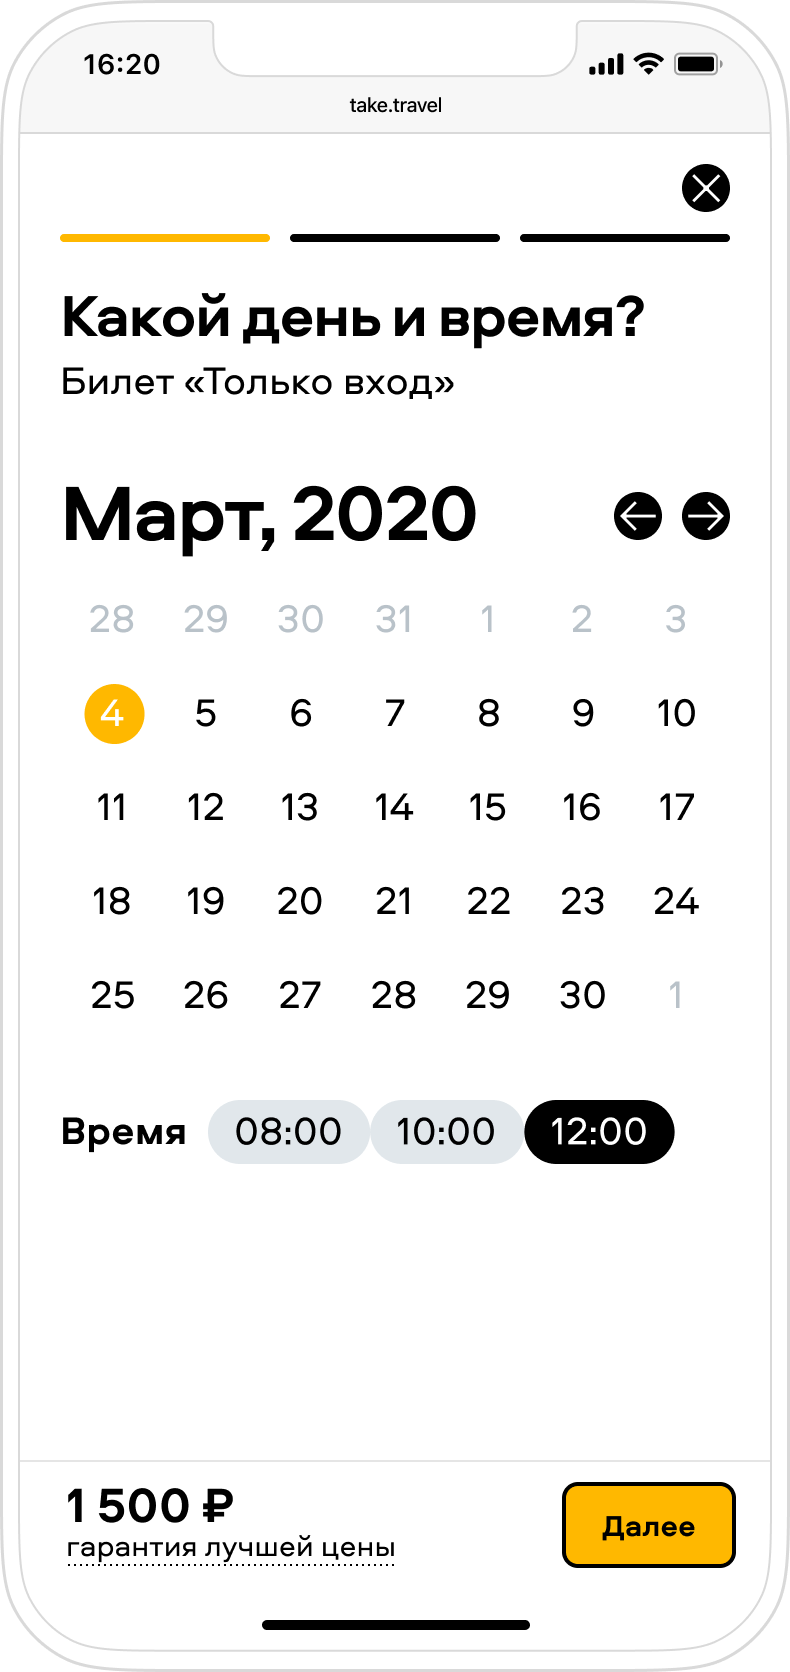 16:20
take.travel
Какой день и время?
Билет «Только вход»
Март, 2020
28 29 30 31 1 2 3
4 5 6 7 8 9 10
11 12 13 14 15 16 17
18 19 20 21 22 23 24
25 26 27 28 29 30 1
Время 08:00 10:00 12:00
1 500 ₽
гарантия лучшей цены
Далее